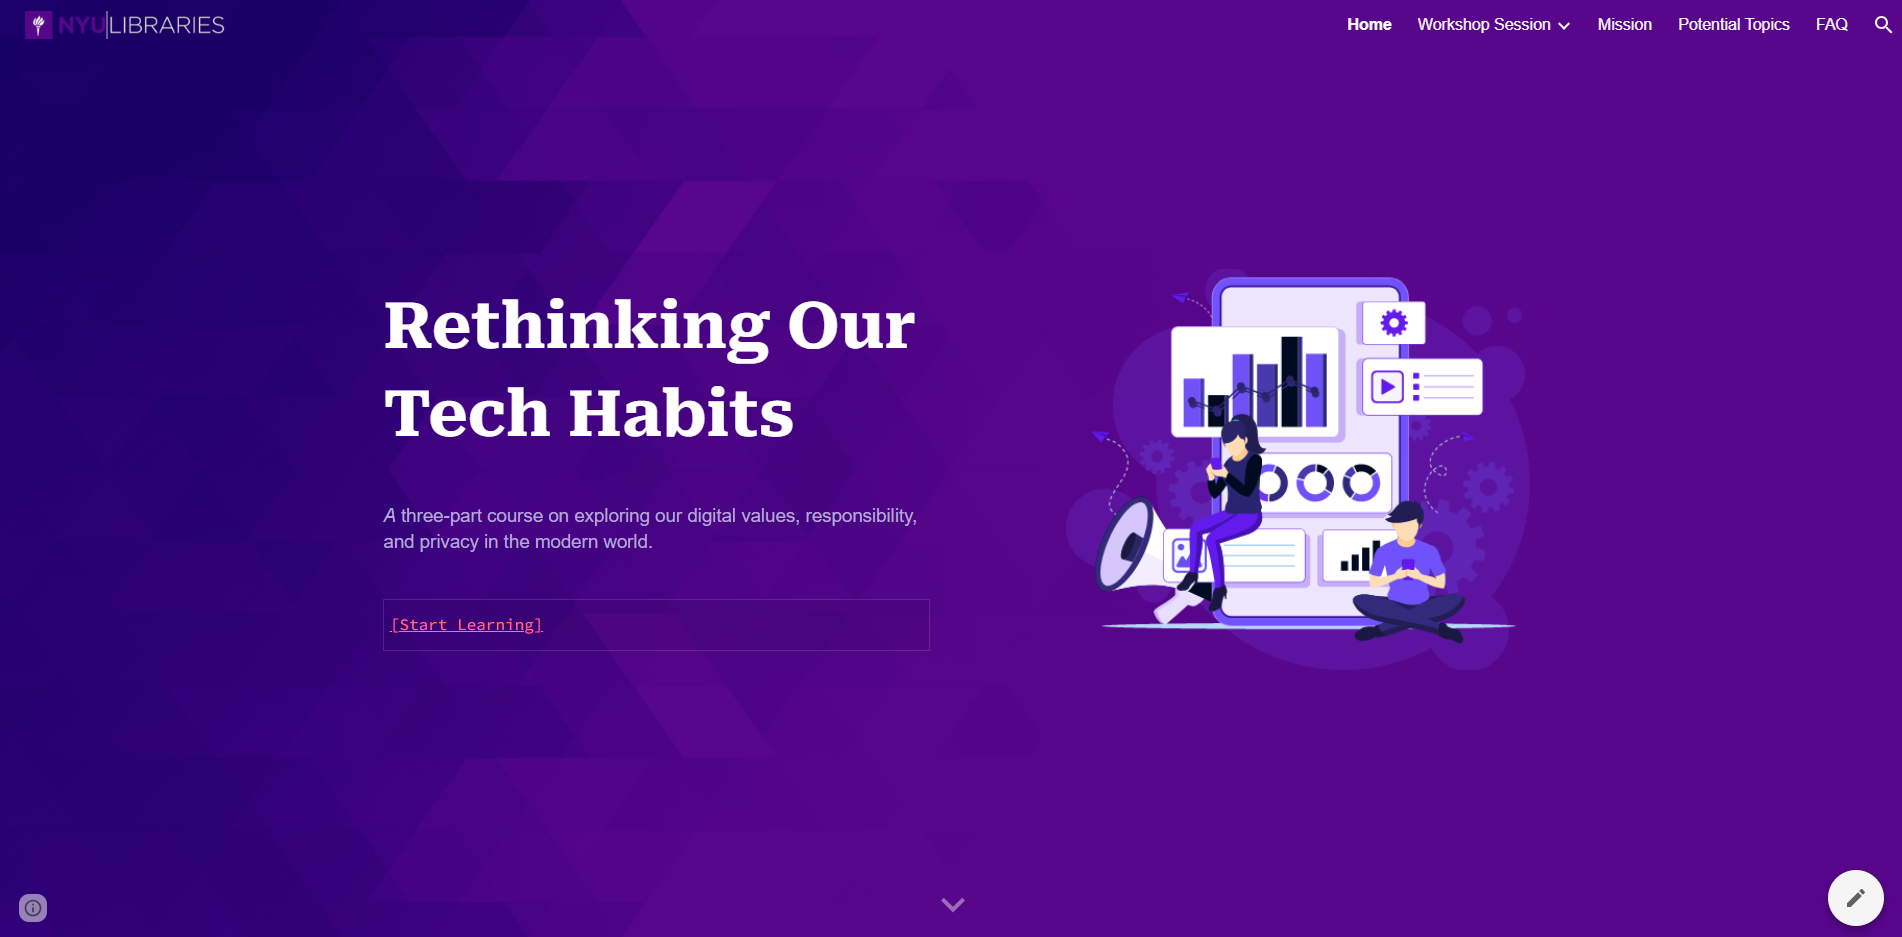 NYU LIBRARIES
Home Workshop Session Mission Potential Topics FAQ
Rethinking Our
Tech Habits
A three-part course on exploring our digital values, responsibility,
and privacy in the modern world.
[Start Learning]